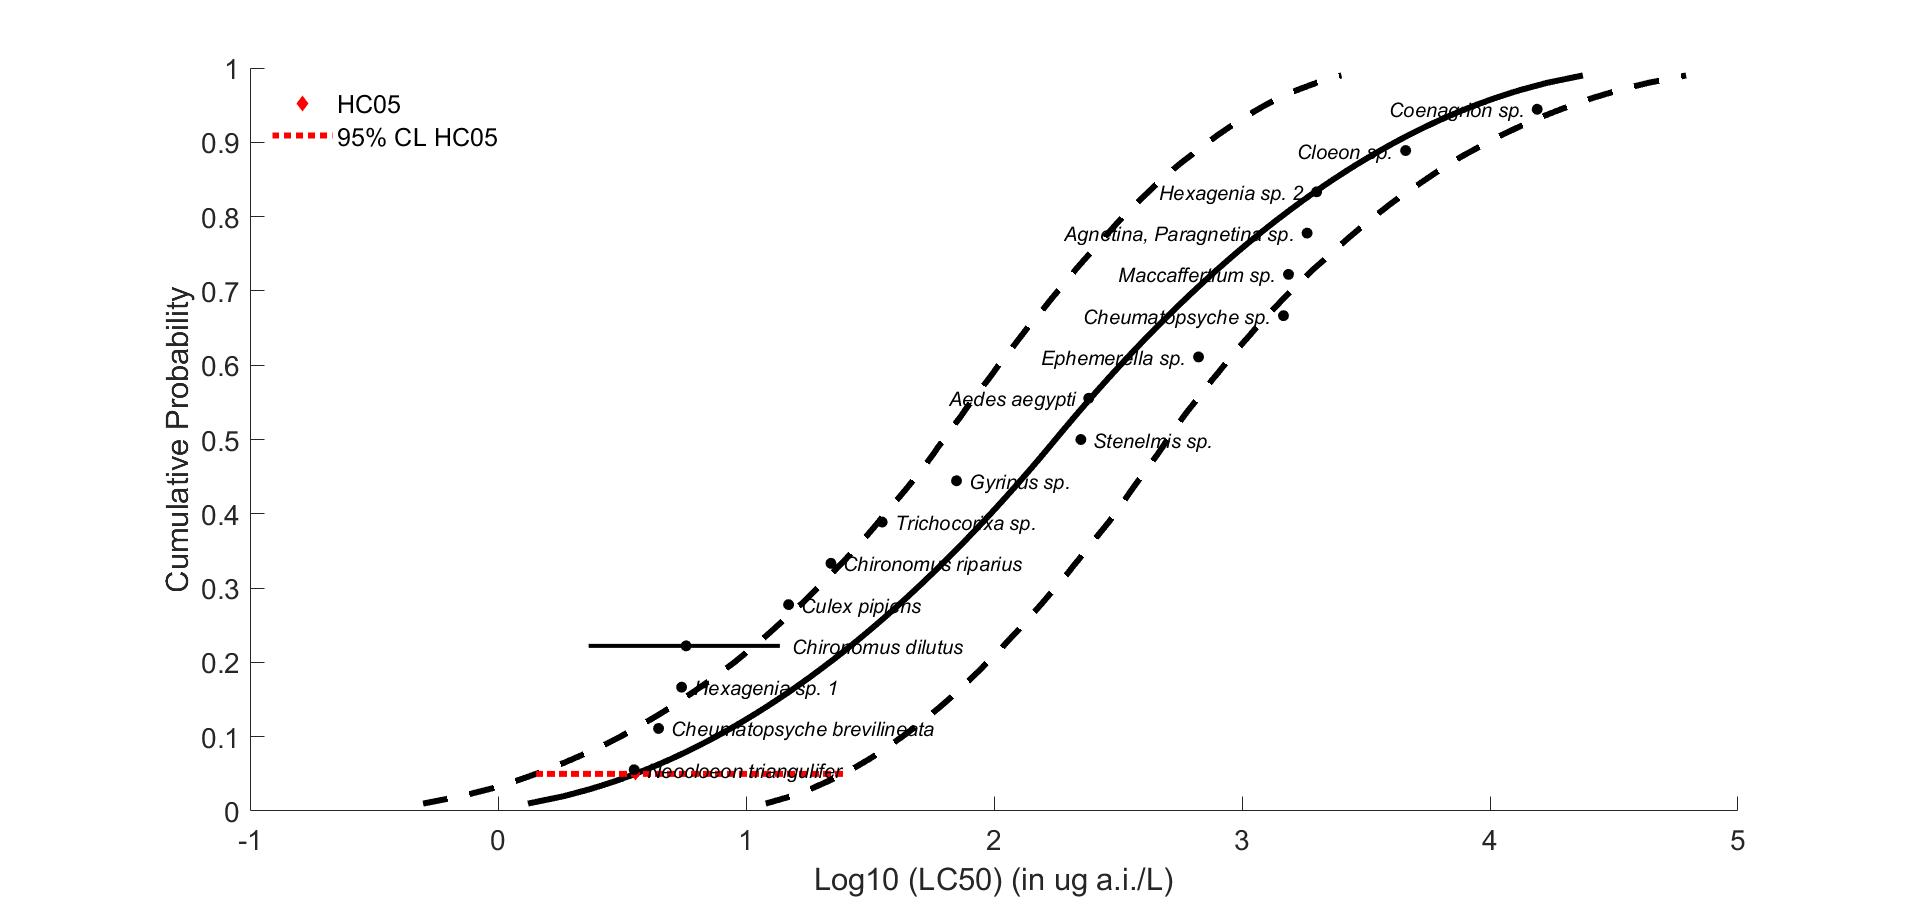 1
HC05
95% CL HC05
0.9
0.8
0.7
0.6
0.5
0.4
0.3
0.2
0.1
0
Cumulative Probability
Coenagrion sp.
Cloeon sp.
Hexagenia sp. 2
Agnetina, Paragnetina sp.
Maccaffertium sp.
Cheumatopsyche sp.
Ephemerella sp.
Aedes aegypti
Stenelmis sp.
Gyrinus sp.
Trichocorixa sp.
Chironomus riparius
Culex pipiens
Chironomus dilutus
Hexagenia sp. 1
Cheumatopsyche brevilineata
Neocloeon triangulifer
-1 0 1 2 3 4 5
Log10 (LC50) (in ug a.i./L)